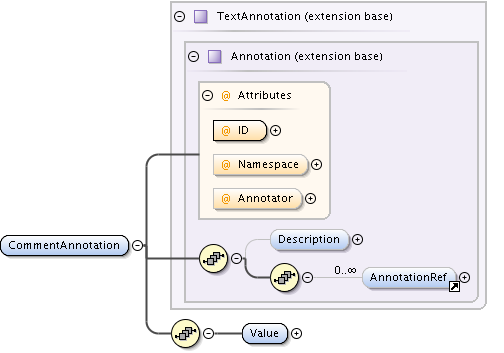 TextAnnotation (extension base)
Annotation (extension base)
@ Attributes
@ ID
@ Namespace
@ Annotator
CommentAnnotation
Description
0..∞
AnnotationRef
Value